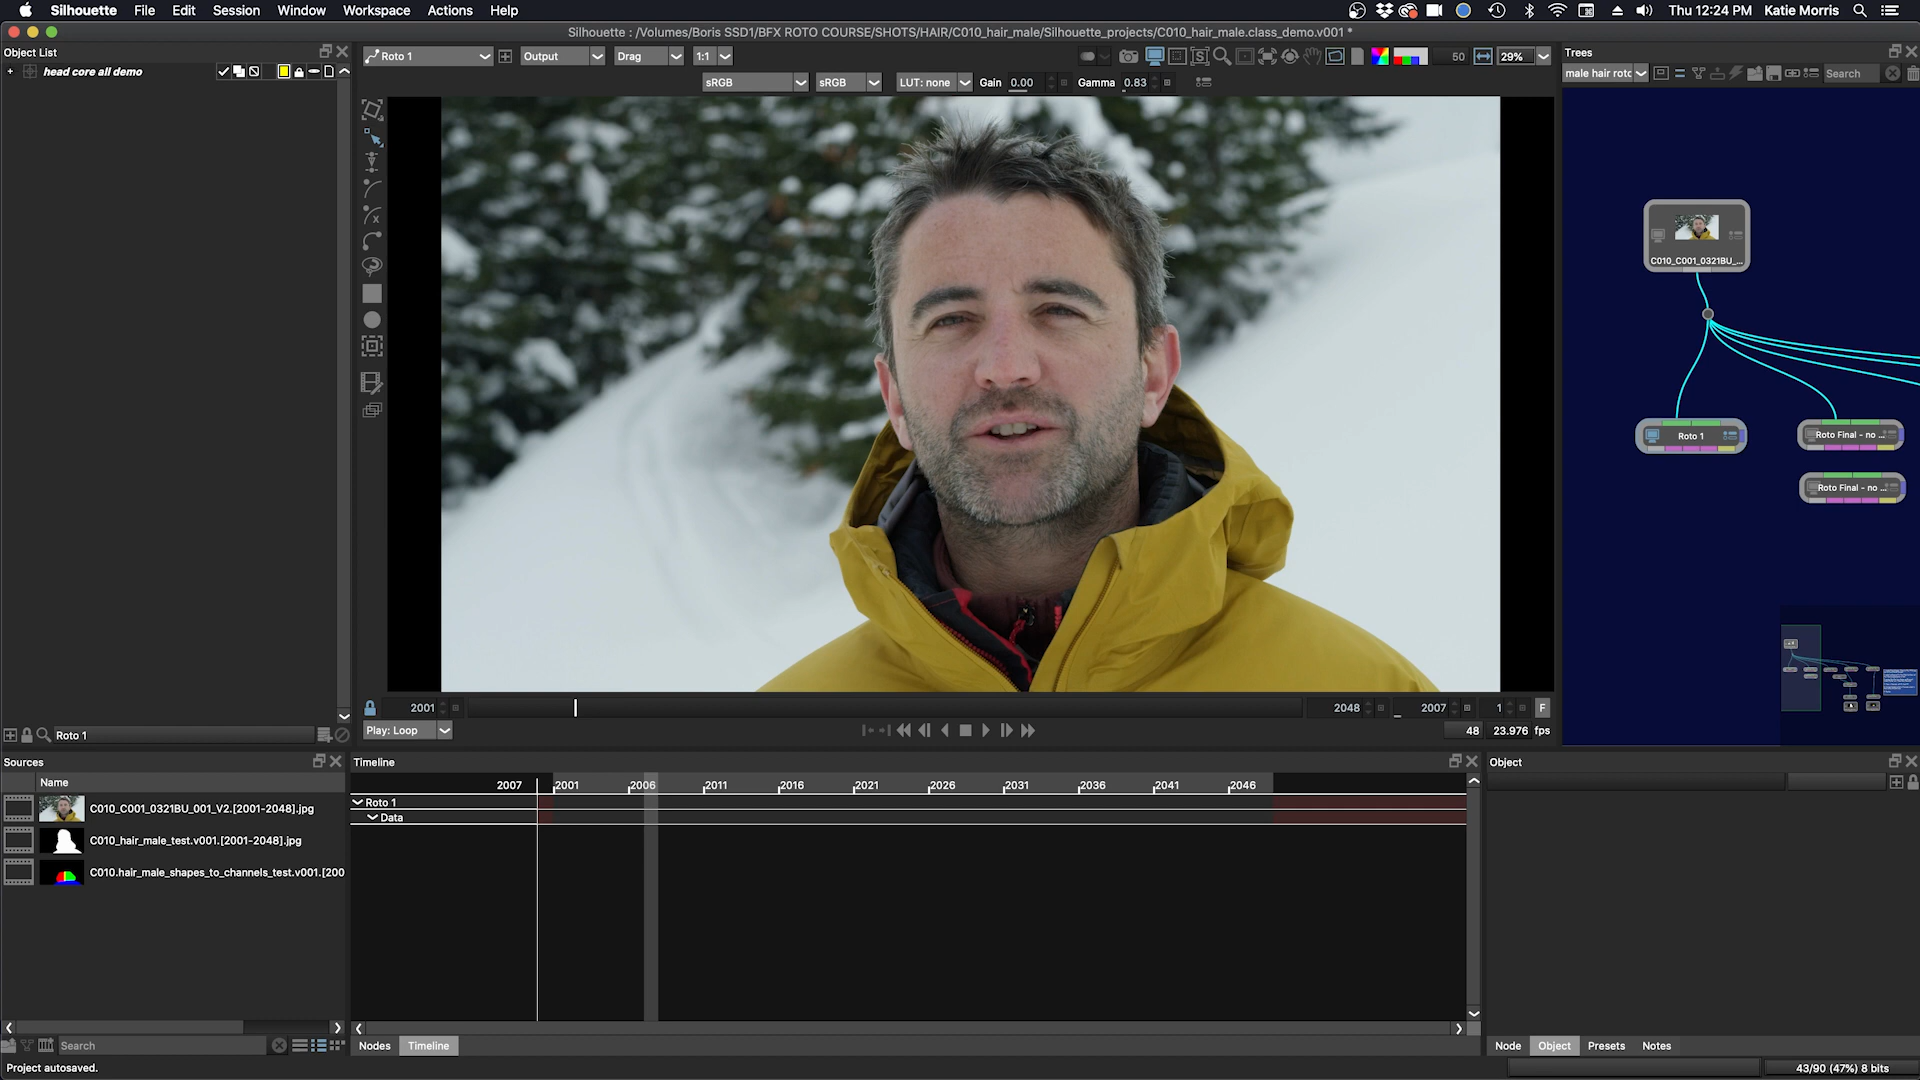 Silhouette File Edit Session Window Workspace Actions Help
Thu 12:24 PM Katie Morris
Silhouette : /Volumes/Boris SSD1/BFX ROTO COURSE/SHOTS/HAIR/C010_hair_male/Silhouette_projects/C010_hair_male.class_demo.v001 *
Object List
head core all demo
Roto 1
Output
Drag
1:1
50
29%
sRGB
sRGB
LUT: none
Gain 0.00
Gamma 0.83
Trees
male hair roto
Search
C010_C001_0321BU_...
Roto 1
Roto Final - no ...
Roto Final - no ...
2001
2048
2007
1
F
Play: Loop
48
23.976 fps
Roto 1
Sources
Name
C010_C001_0321BU_001_V2.[2001-2048].jpg
C010_hair_male_test.v001.[2001-2048].jpg
C010.hair_male_shapes_to_channels_test.v001.[200
Search
Timeline
2007
2001 2006 2011 2016 2021 2026 2031 2036 2041 2046
Roto 1
Data
Nodes Timeline
Object
Node Object Presets Notes
Project autosaved.
43/90 (47%) 8 bits